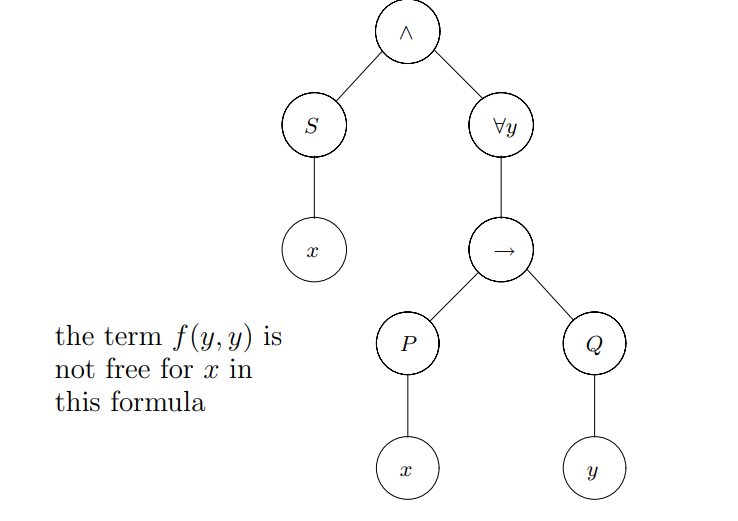 ∧
S
∀y
x
→
the term f(y, y) is
not free for x in
this formula
P
Q
x
y